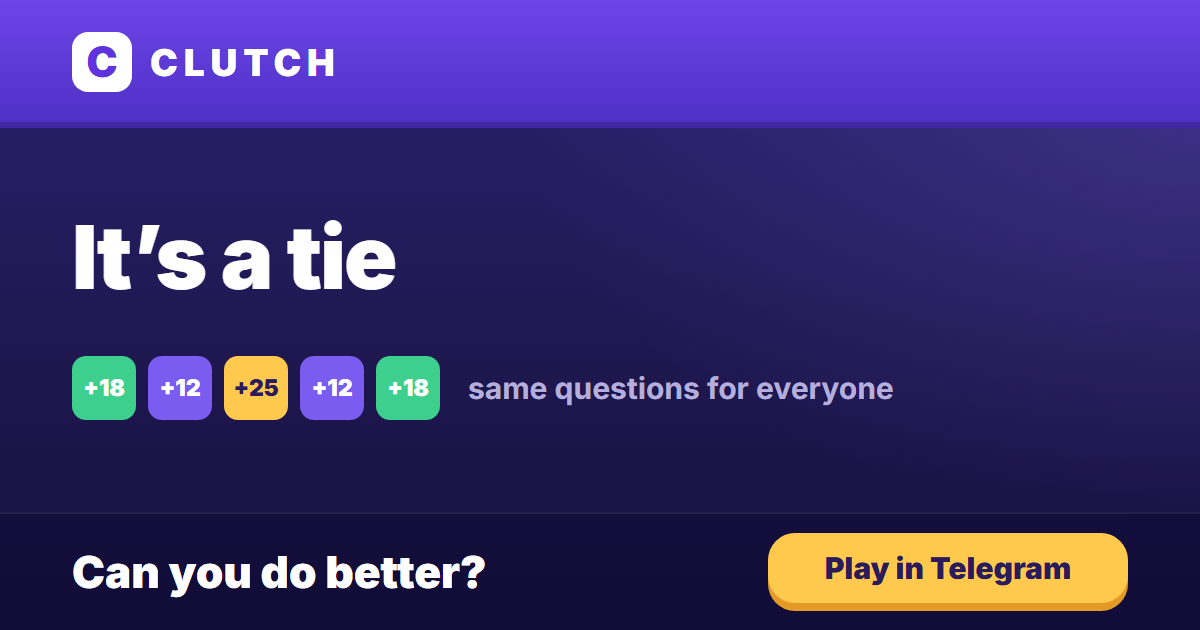 C CLUTCH
It’s a tie
+18 +12 +25 +12 +18 same questions for everyone
Can you do better? Play in Telegram